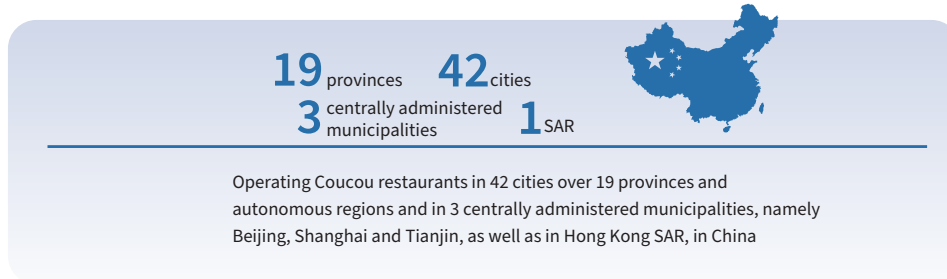 19 provinces 42 cities
3 centrally administered
municipalities 1 SAR
Operating Coucou restaurants in 42 cities over 19 provinces and
autonomous regions and in 3 centrally administered municipalities, namely
Beijing, Shanghai and Tianjin, as well as in Hong Kong SAR, in China